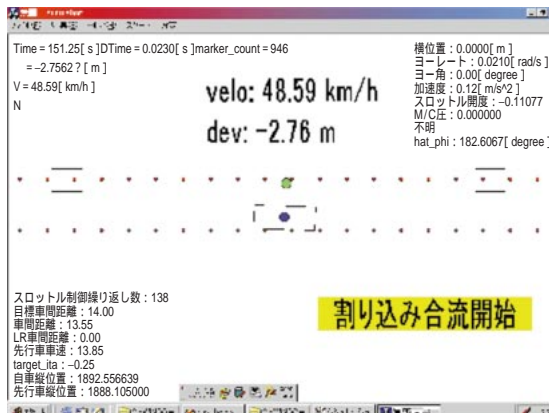 Time = 151.25[ s ]DTime = 0.0230[ s ]marker_count = 946
= –2.7562 ? [ m ]
V = 48.59[ km/h ]
N
velo: 48.59 km/h
dev: −2.76 m
横位置 : 0.0000[ m ]
ヨーレート : 0.0210[ rad/s ]
ヨー角 : 0.00[ degree ]
加速度 : 0.12[ m/s^2 ]
スロットル開度 : –0.11077
M/C圧 : 0.000000
不明
hat_phi : 182.6067[ degree ]
スロットル制御繰り返し数 : 138
目標車間距離 : 14.00
車間距離 : 13.55
LR車間距離 : 0.00
先行車車速 : 13.85
target_ita : –0.25
自車縦位置 : 1892.556639
先行車縦位置 : 1888.105000
割り込み合流開始